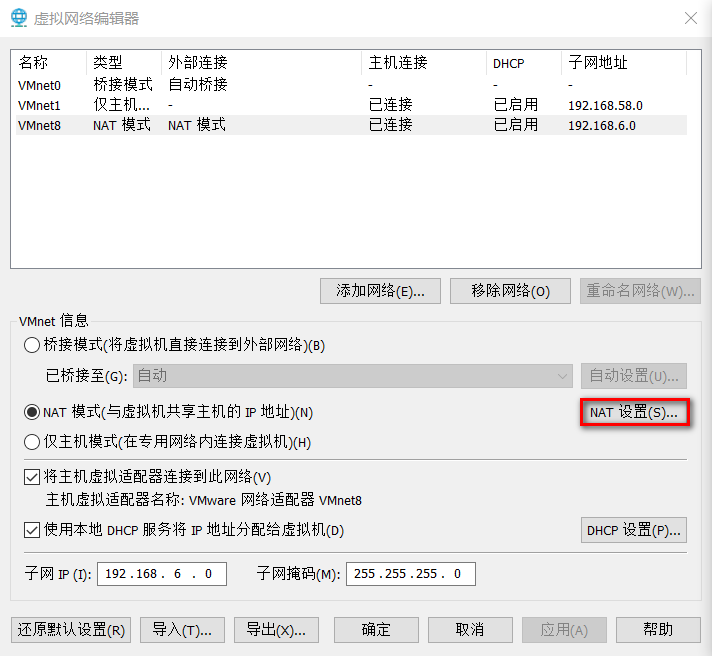 虚拟网络编辑器
名称 类型 外部连接 主机连接 DHCP 子网地址
VMnet0 桥接模式 自动桥接 - - -
VMnet1 仅主机... - 已连接 已启用 192.168.58.0
VMnet8 NAT 模式 NAT 模式 已连接 已启用 192.168.6.0
添加网络(E)... 移除网络(O) 重命名网络(W)...
VMnet 信息
桥接模式(将虚拟机直接连接到外部网络)(B)
已桥接至(G): 自动 自动设置(U)...
NAT 模式(与虚拟机共享主机的 IP 地址)(N) NAT 设置(S)...
仅主机模式(在专用网络内连接虚拟机)(H)
将主机虚拟适配器连接到此网络(V)
主机虚拟适配器名称: VMware 网络适配器 VMnet8
使用本地 DHCP 服务将 IP 地址分配给虚拟机(D) DHCP 设置(P)...
子网 IP (I): 192.168. 6 . 0 子网掩码(M): 255.255.255. 0
还原默认设置(R) 导入(T)... 导出(X)... 确定 取消 应用(A) 帮助